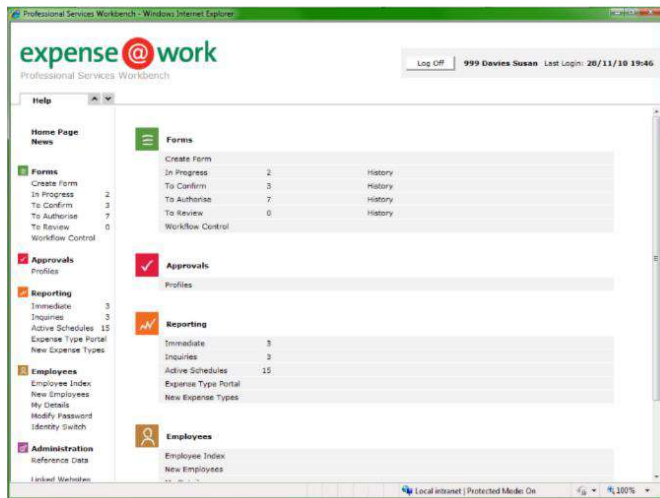 Professional Services Workbench - Windows Internet Explorer
expense@work
Professional Services Workbench
Log Off 999 Davies Susan Last Login: 20/11/10 19:46
Help
Home Page
News
Forms
Create Form
In Progress 2
To Confirm 3
To Authorise 7
To Review 0
Workflow Control
Approvals
Profiles
Reporting
Immediate 3
Inquiries 3
Active Schedules 15
Expense Type Portal
New Expense Types
Employees
Employee Index
New Employees
My Details
Modify Password
Identity Switch
Administration
Reference Data
Linked Websites
Forms
Create Form
In Progress 2 History
To Confirm 3 History
To Authorise 7 History
To Review 0 History
Workflow Control
Approvals
Profiles
Reporting
Immediate 3
Inquiries 3
Active Schedules 15
Expense Type Portal
New Expense Types
Employees
Employee Index
New Employees
Local intranet | Protected Mode: On 100%